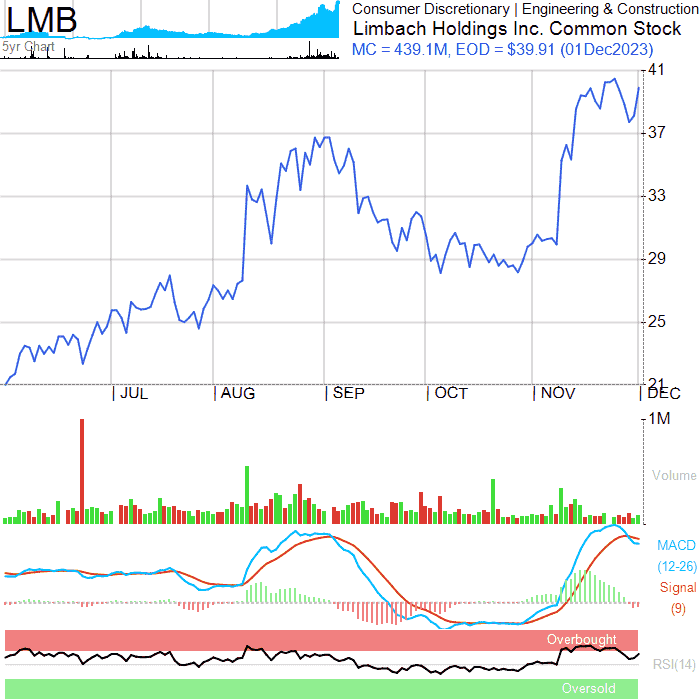 LMB
Consumer Discretionary | Engineering & Construction
Limbach Holdings Inc. Common Stock
5yr Chart
MC = 439.1M, EOD = $39.91 (01Dec2023)
41
37
33
29
25
21
| JUL | AUG | SEP | OCT | NOV | DEC
1M
Volume
MACD
(12-26)
Signal
(9)
Overbought
RSI(14)
Oversold